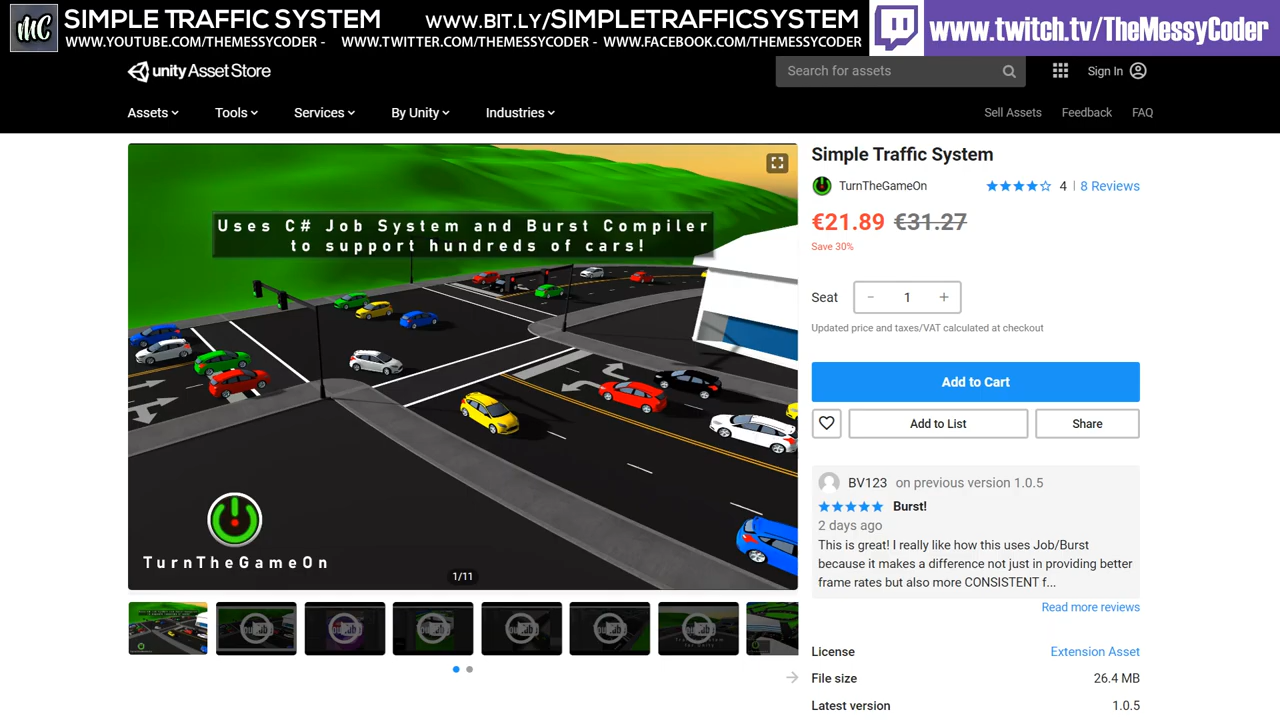 MC
SIMPLE TRAFFIC SYSTEM
WWW.BIT.LY/SIMPLETRAFFICSYSTEM
WWW.YOUTUBE.COM/THEMESSYCODER - WWW.TWITTER.COM/THEMESSYCODER - WWW.FACEBOOK.COM/THEMESSYCODER
www.twitch.tv/TheMessyCoder
unity Asset Store
Search for assets
Sign In
Assets
Tools
Services
By Unity
Industries
Sell Assets
Feedback
FAQ
Uses C# Job System and Burst Compiler
to support hundreds of cars!
TurnTheGameOn
1/11
Simple Traffic System
TurnTheGameOn
4 | 8 Reviews
€21.89 €31.27
Save 30%
Seat - 1 +
Updated price and taxes/VAT calculated at checkout
Add to Cart
Add to List
Share
BV123 on previous version 1.0.5
Burst!
2 days ago
This is great! I really like how this uses Job/Burst
because it makes a difference not just in providing better
frame rates but also more CONSISTENT f...
Read more reviews
License Extension Asset
File size 26.4 MB
Latest version 1.0.5